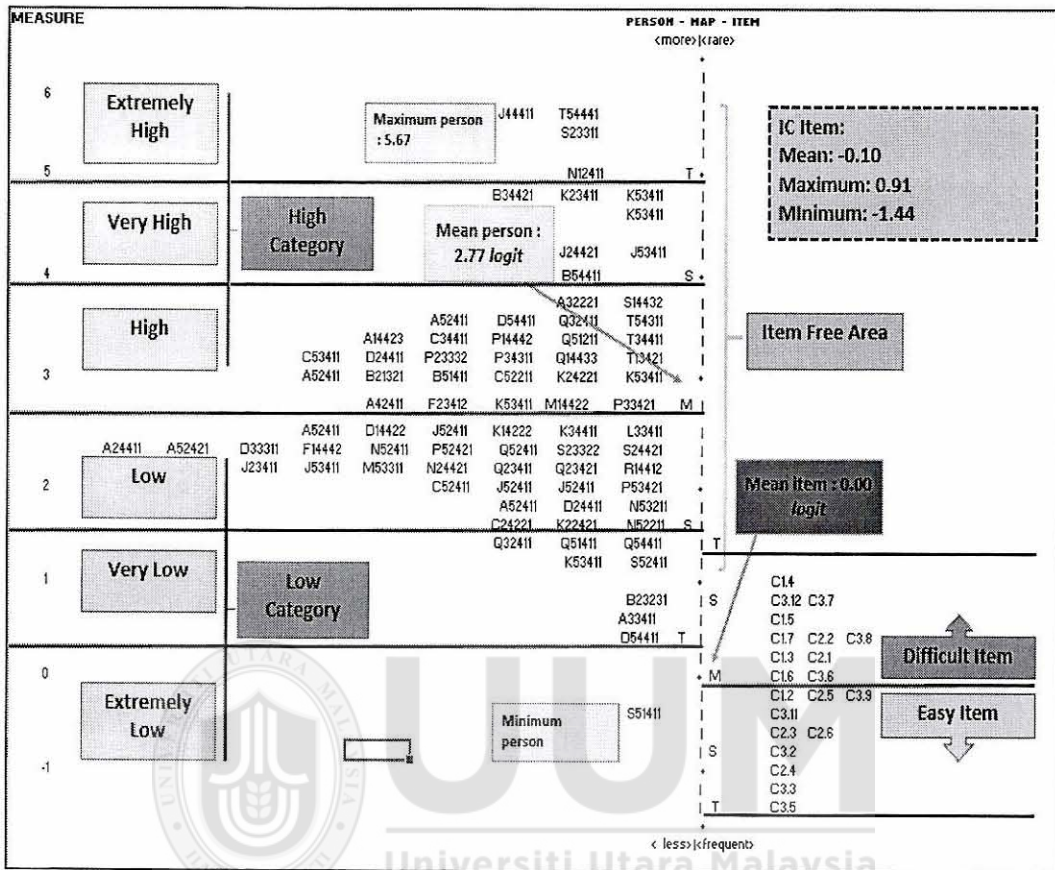 MEASURE
PERSON - MAP - ITEM
<more>|<rare>
6
Extremely
High
Maximum person
: 5.67
J44411 T54441
S23311
IC Item:
Mean: -0.10
Maximum: 0.91
Minimum: -1.44
5
N12411 T
Very High
High
Category
B34421 K23411 K53411
K53411
Mean person :
2.77 logit
J24421 J53411
4
B54411 S
High
A32221 S14432
A52411 D54411 Q32411 T54311
A14423 C34411 P14442 Q51211 T34411
Item Free Area
C53411 D24411 P23332 P34311 Q14433 T13421
3
A52411 B21321 B51411 C52211 K24221 K53411
A42411 F23412 K53411 M14422 P33421 M
A52411 D14422 J52411 K14222 K34411 L33411
A24411 A52421 D33311 F14442 N52411 P52421 Q52411 S23322 S24421
J23411 J53411 M53311 N24421 Q23411 Q23421 R14412
2
Low
C52411 J52411 J52411 P53421
Mean item : 0.00
logit
A52411 D24411 N53211
C24221 K22421 N52211 S
Q32411 Q51411 Q54411 T
1
Very Low
K53411 S52411
Low
Category
C1.4
B23231 S C3.12 C3.7
A33411 C1.5
D54411 T C1.7 C2.2 C3.8
Difficult Item
0
C1.3 C2.1
M C1.6 C3.6
Extremely
Low
Minimum
person
S51411
C1.2 C2.5 C3.9
Easy Item
C3.11
C2.3 C2.6
S C3.2
-1
C2.4
C3.3
T C3.5
< less>|<frequent>
UNIVERSITI UTARA MALAYSIA
UUM
Universiti Utara Malaysia